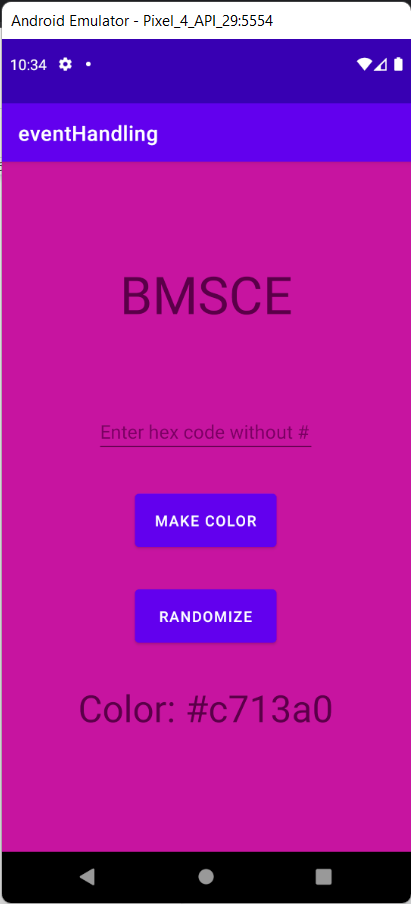 Android Emulator - Pixel_4_API_29:5554
10:34
eventHandling
BMSCE
Enter hex code without #
MAKE COLOR
RANDOMIZE
Color: #c713a0